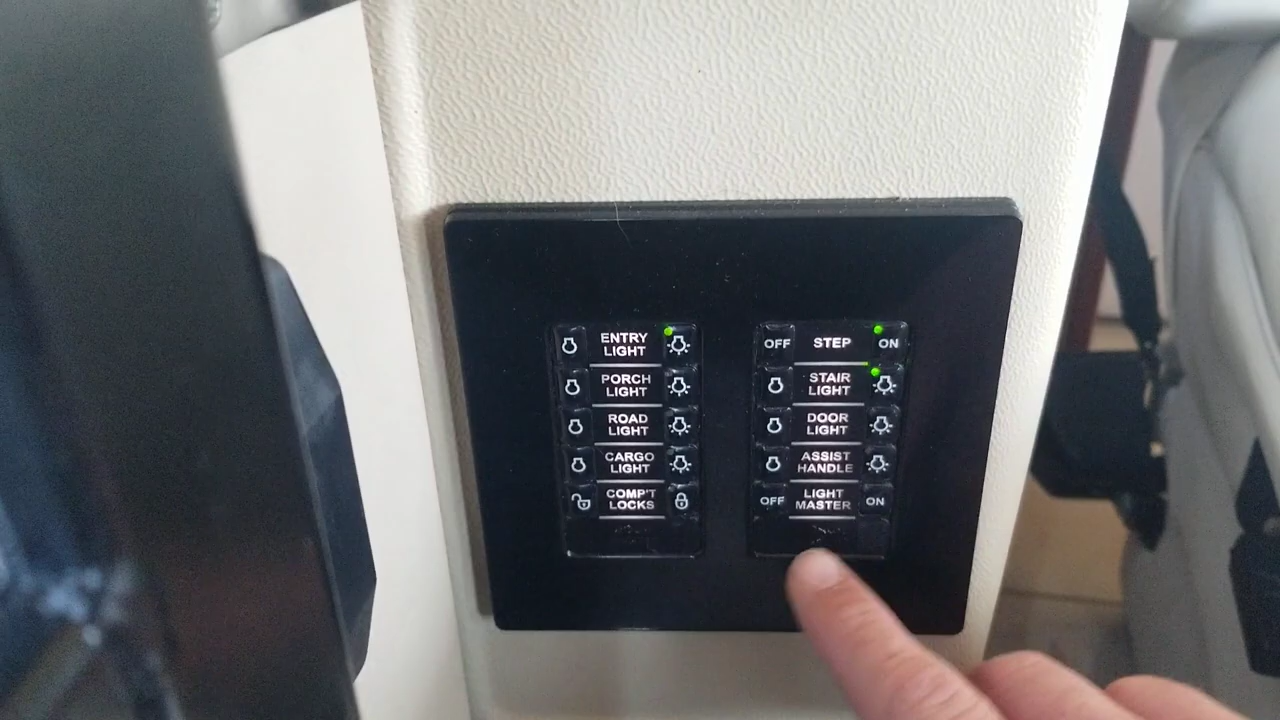 ENTRY
LIGHT
PORCH
LIGHT
ROAD
LIGHT
CARGO
LIGHT
COMP'T
LOCKS
OFF STEP ON
STAIR
LIGHT
DOOR
LIGHT
ASSIST
HANDLE
OFF LIGHT ON
MASTER